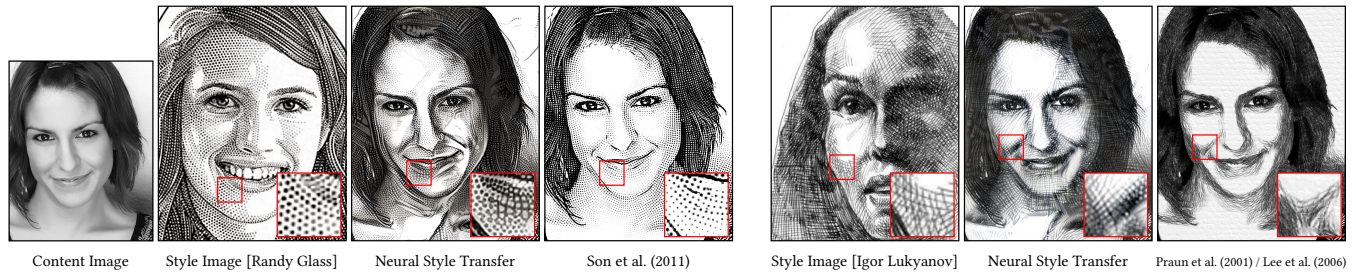 Content Image
Style Image [Randy Glass]
Neural Style Transfer
Son et al. (2011)
Style Image [Igor Lukyanov]
Neural Style Transfer
Praun et al. (2001) / Lee et al. (2006)